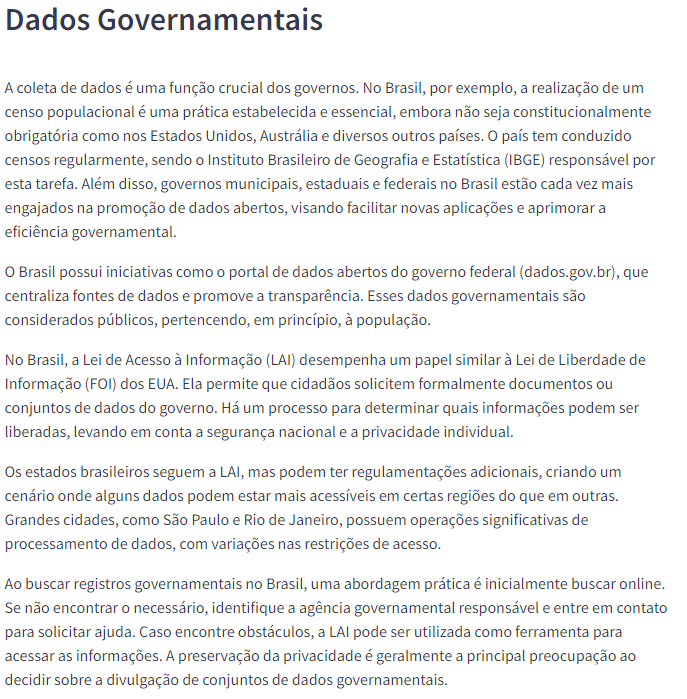 Dados Governamentais
A coleta de dados é uma função crucial dos governos. No Brasil, por exemplo, a realização de um
censo populacional é uma prática estabelecida e essencial, embora não seja constitucionalmente
obrigatória como nos Estados Unidos, Austrália e diversos outros países. O país tem conduzido
censos regularmente, sendo o Instituto Brasileiro de Geografia e Estatística (IBGE) responsável por
esta tarefa. Além disso, governos municipais, estaduais e federais no Brasil estão cada vez mais
engajados na promoção de dados abertos, visando facilitar novas aplicações e aprimorar a
eficiência governamental.
O Brasil possui iniciativas como o portal de dados abertos do governo federal (dados.gov.br), que
centraliza fontes de dados e promove a transparência. Esses dados governamentais são
considerados públicos, pertencendo, em princípio, à população.
No Brasil, a Lei de Acesso à Informação (LAI) desempenha um papel similar à Lei de Liberdade de
Informação (FOI) dos EUA. Ela permite que cidadãos solicitem formalmente documentos ou
conjuntos de dados do governo. Há um processo para determinar quais informações podem ser
liberadas, levando em conta a segurança nacional e a privacidade individual.
Os estados brasileiros seguem a LAI, mas podem ter regulamentações adicionais, criando um
cenário onde alguns dados podem estar mais acessíveis em certas regiões do que em outras.
Grandes cidades, como São Paulo e Rio de Janeiro, possuem operações significativas de
processamento de dados, com variações nas restrições de acesso.
Ao buscar registros governamentais no Brasil, uma abordagem prática é inicialmente buscar online.
Se não encontrar o necessário, identifique a agência governamental responsável e entre em contato
para solicitar ajuda. Caso encontre obstáculos, a LAI pode ser utilizada como ferramenta para
acessar as informações. A preservação da privacidade é geralmente a principal preocupação ao
decidir sobre a divulgação de conjuntos de dados governamentais.